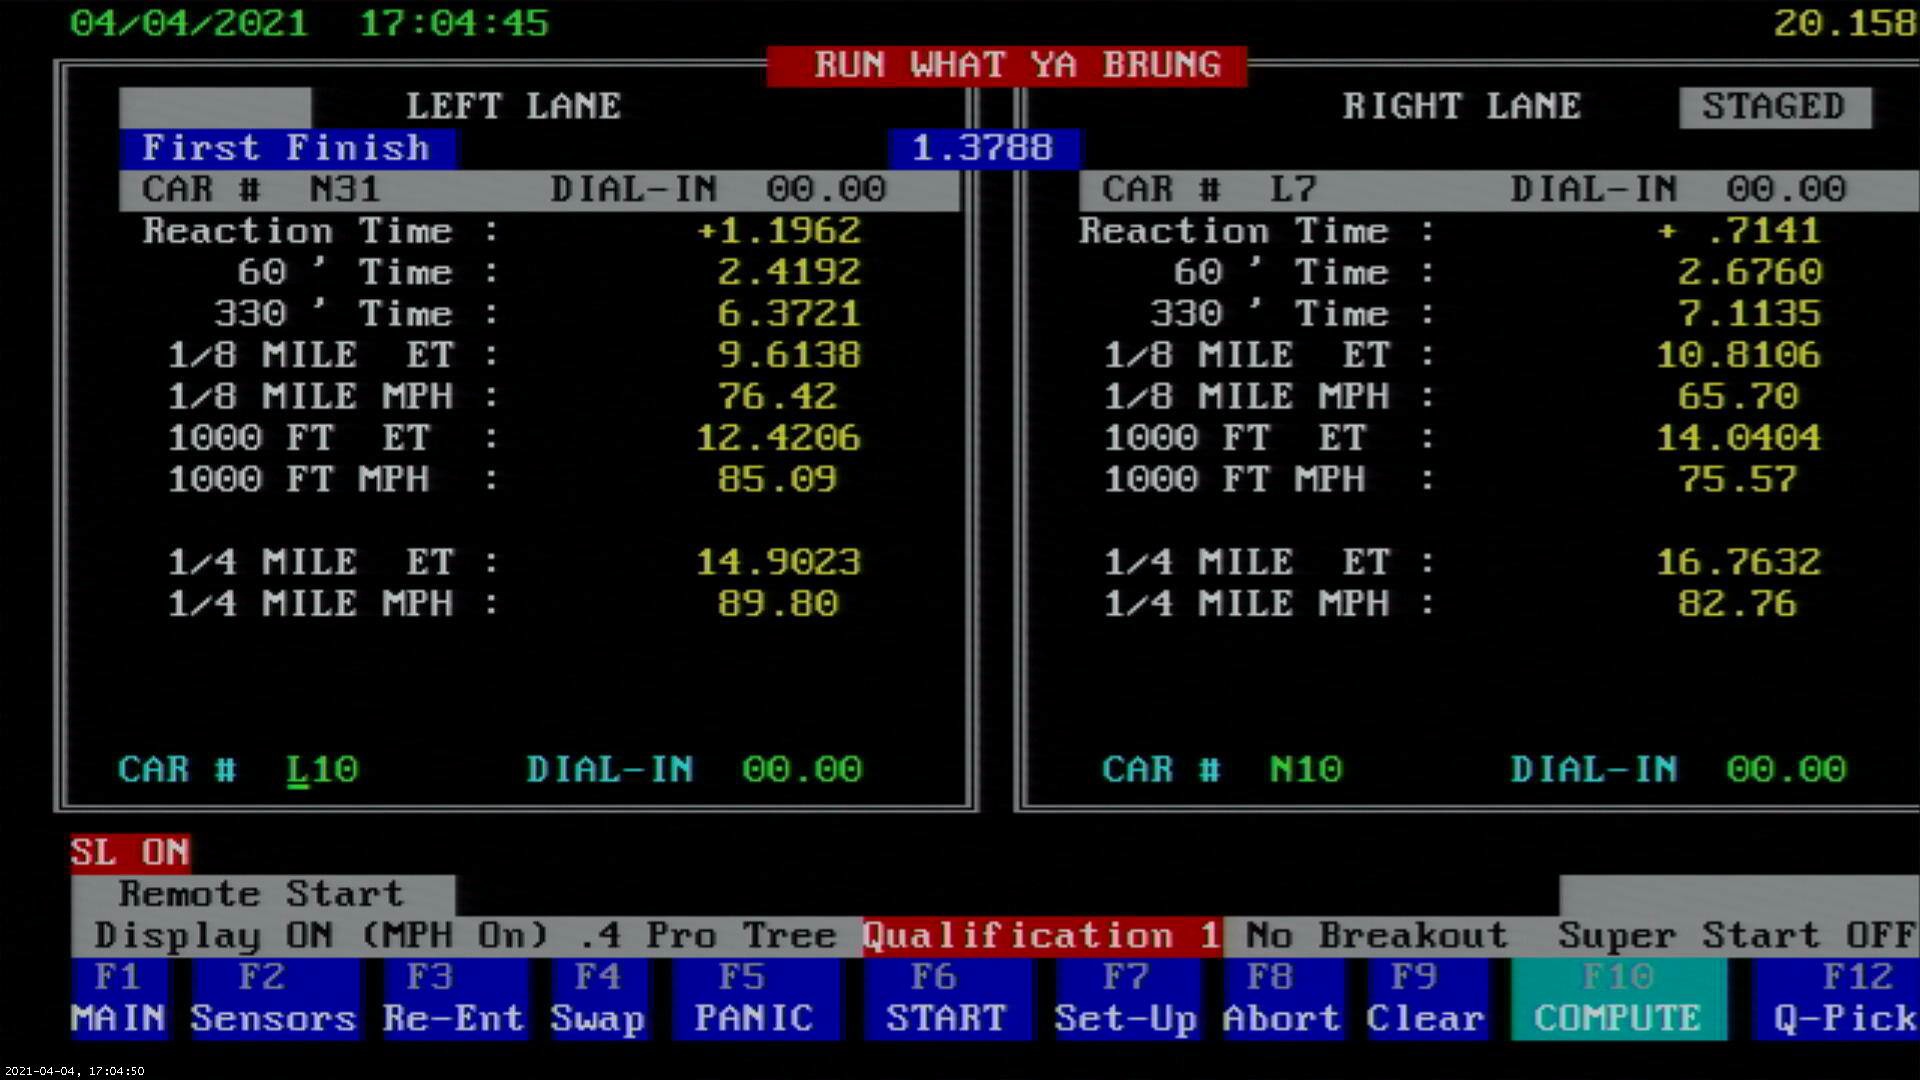 04/04/2021 17:04:45 20.158
RUN WHAT YA BRUNG
LEFT LANE RIGHT LANE STAGED
First Finish 1.3788
CAR # N31 DIAL-IN 00.00 CAR # L7 DIAL-IN 00.00
Reaction Time : +1.1962 Reaction Time : + .7141
60 ' Time : 2.4192 60 ' Time : 2.6760
330 ' Time : 6.3721 330 ' Time : 7.1135
1/8 MILE ET : 9.6138 1/8 MILE ET : 10.8106
1/8 MILE MPH : 76.42 1/8 MILE MPH : 65.70
1000 FT ET : 12.4206 1000 FT ET : 14.0404
1000 FT MPH : 85.09 1000 FT MPH : 75.57
1/4 MILE ET : 14.9023 1/4 MILE ET : 16.7632
1/4 MILE MPH : 89.80 1/4 MILE MPH : 82.76
CAR # L10 DIAL-IN 00.00 CAR # N10 DIAL-IN 00.00
SL ON
Remote Start
Display ON (MPH On) .4 Pro Tree Qualification 1 No Breakout Super Start OFF
F1 F2 F3 F4 F5 F6 F7 F8 F9 F10 F12
MAIN Sensors Re-Ent Swap PANIC START Set-Up Abort Clear COMPUTE Q-Pick
2021-04-04, 17:04:50